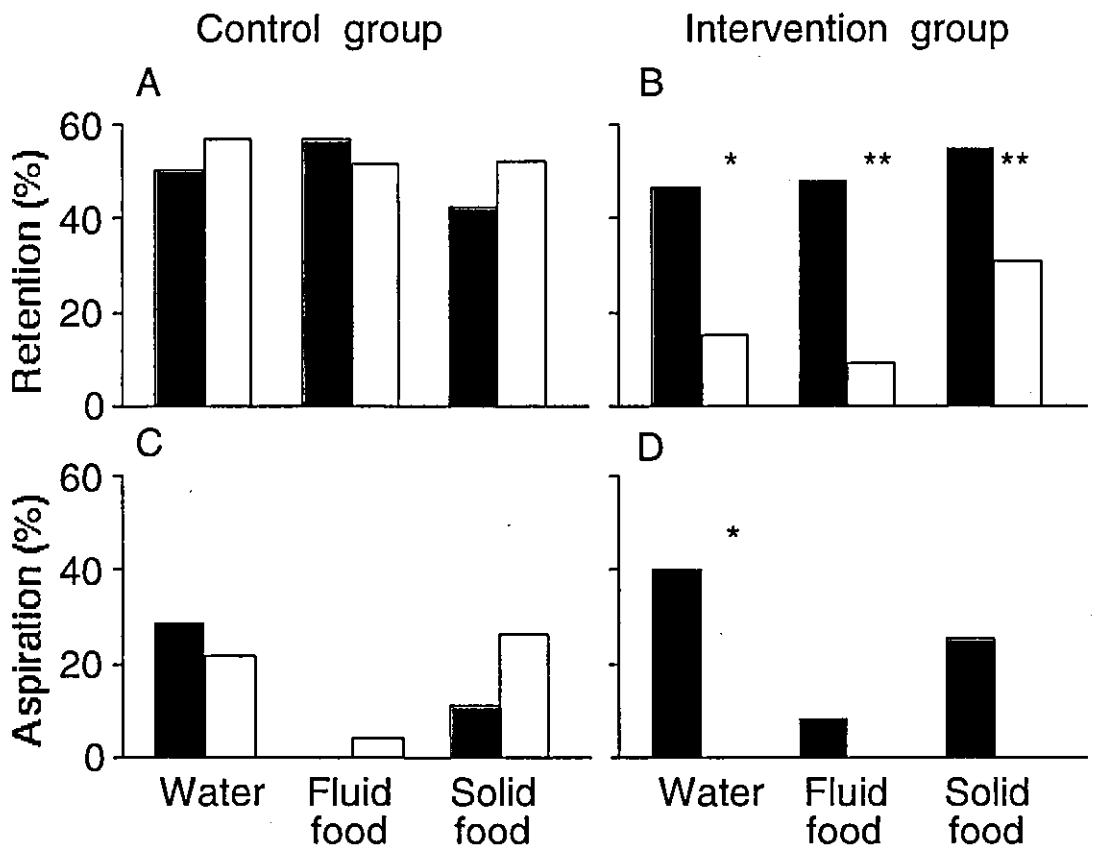 Control group
Intervention group
A
B
Retention (%)
60
40
20
0
*
**
**
C
D
Aspiration (%)
60
40
20
0
*
Water
Fluid food
Solid food
Water
Fluid food
Solid food